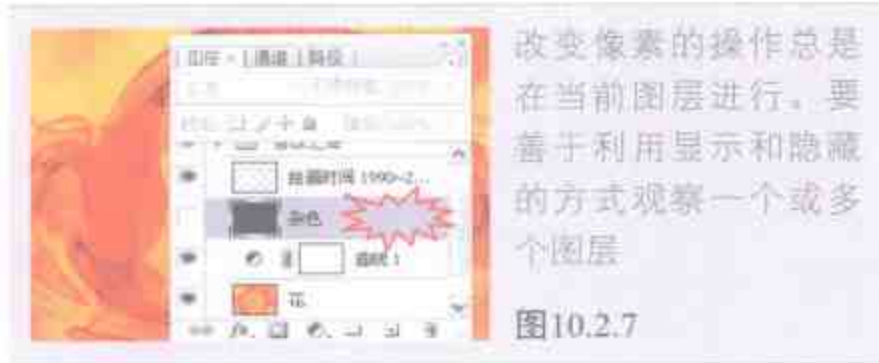 图层 × 通道 路径
绘画时间 1990~2...
杂色
曲线 1
花
改变像素的操作总是
在当前图层进行。要
善于利用显示和隐藏
的方式观察一个或多
个图层
图10.2.7